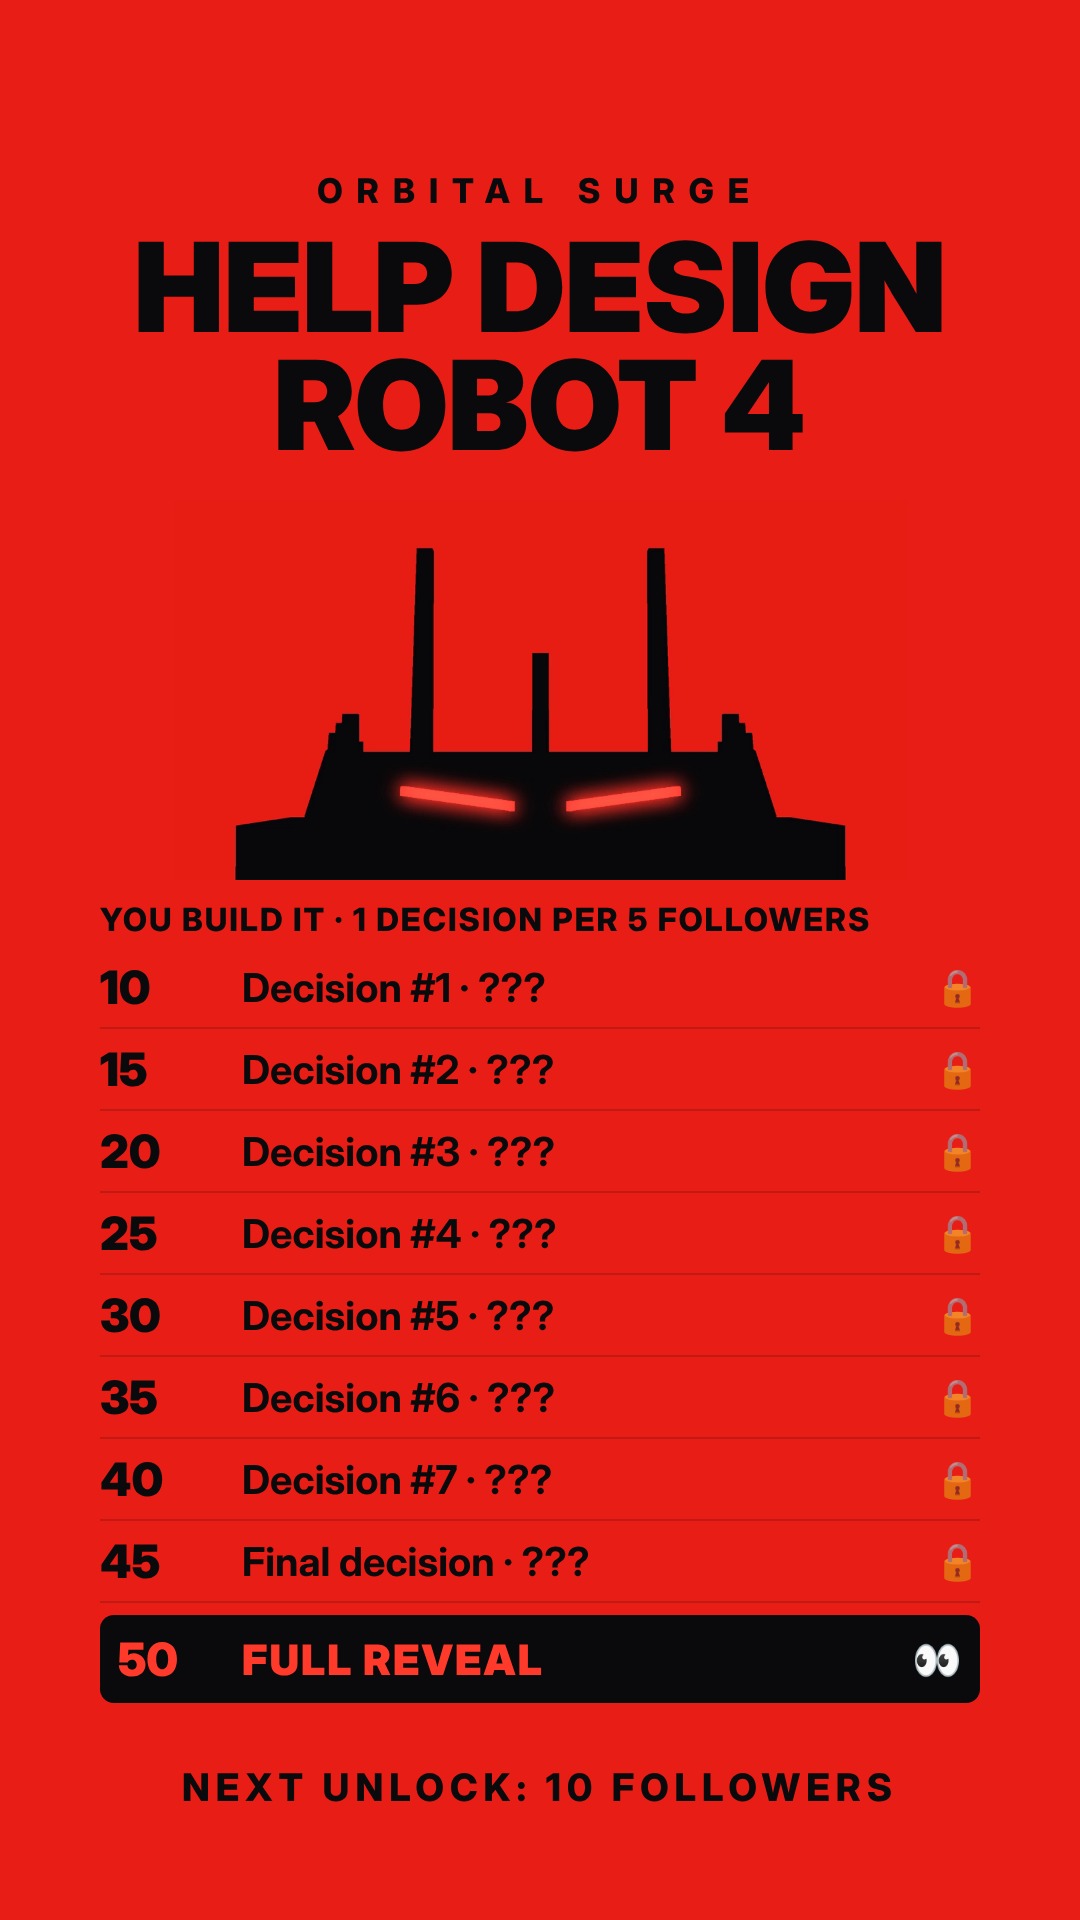 ORBITAL SURGE
HELP DESIGN
ROBOT 4
YOU BUILD IT · 1 DECISION PER 5 FOLLOWERS
10 Decision #1 · ??? 🔒
15 Decision #2 · ??? 🔒
20 Decision #3 · ??? 🔒
25 Decision #4 · ??? 🔒
30 Decision #5 · ??? 🔒
35 Decision #6 · ??? 🔒
40 Decision #7 · ??? 🔒
45 Final decision · ??? 🔒
50 FULL REVEAL 👀
NEXT UNLOCK: 10 FOLLOWERS